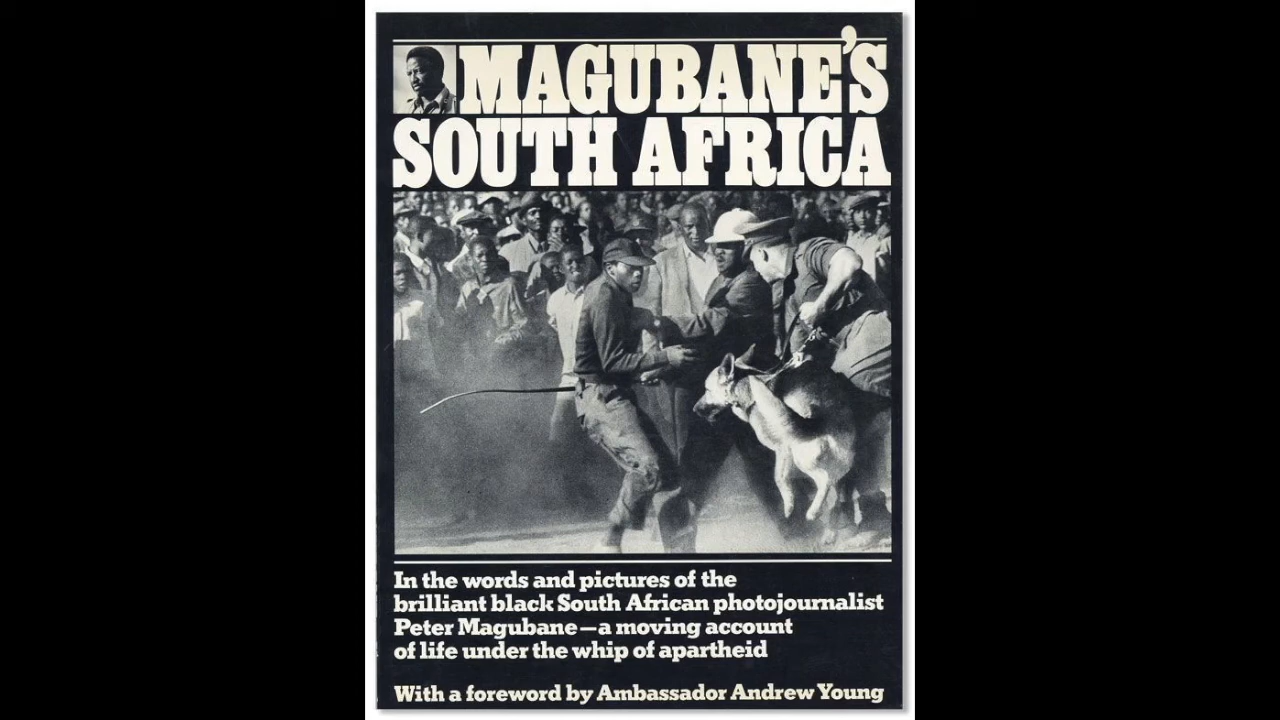 MAGUBANE'S
SOUTH AFRICA
In the words and pictures of the
brilliant black South African photojournalist
Peter Magubane—a moving account
of life under the whip of apartheid
With a foreword by Ambassador Andrew Young